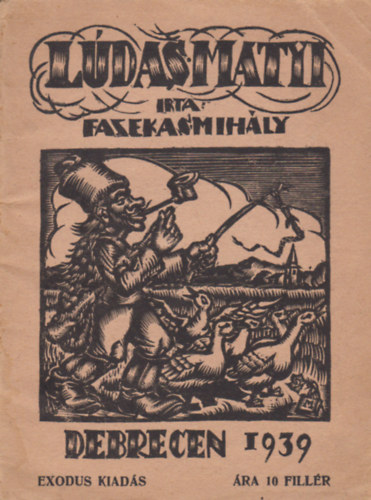 LÚDAS·MATYI
IRTA:
FAZEKAS·MIHÁLY
DEBRECEN 1939
EXODUS KIADÁS ÁRA 10 FILLÉR